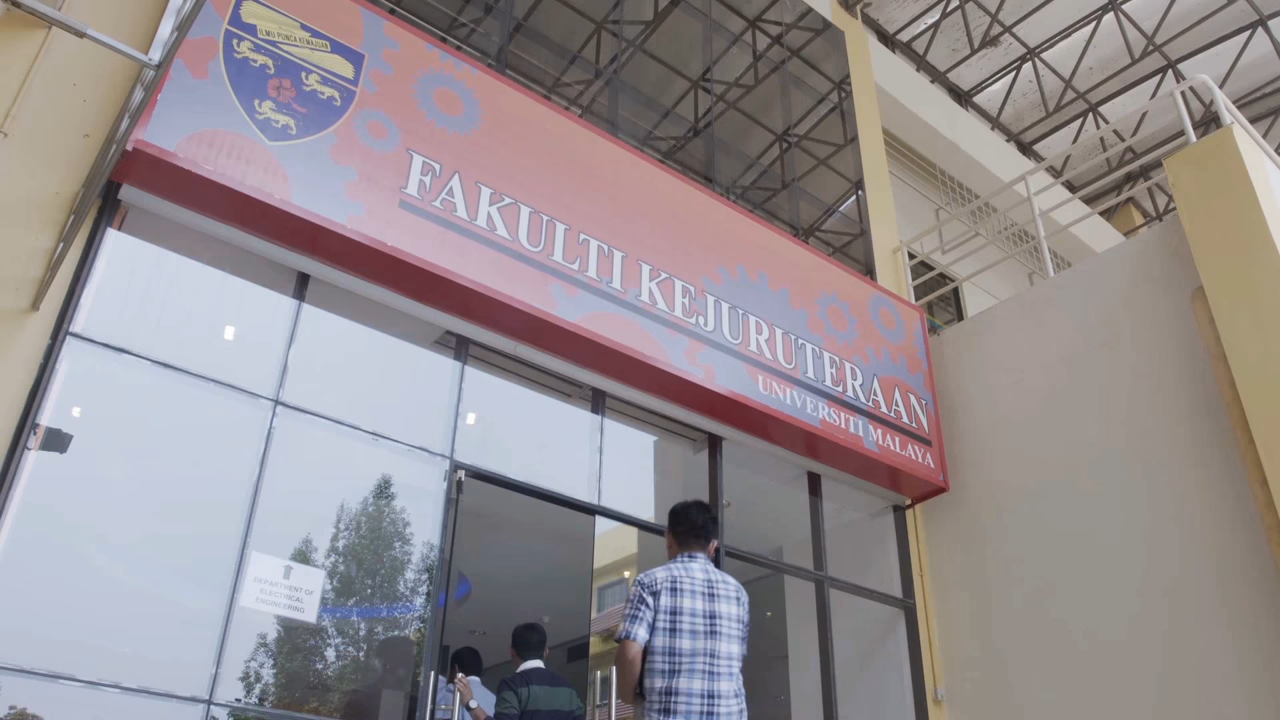 ILMU PUNCA KEMAJUAN
FAKULTI KEJURUTERAAN
UNIVERSITI MALAYA
DEPARTMENT OF
ELECTRICAL
ENGINEERING